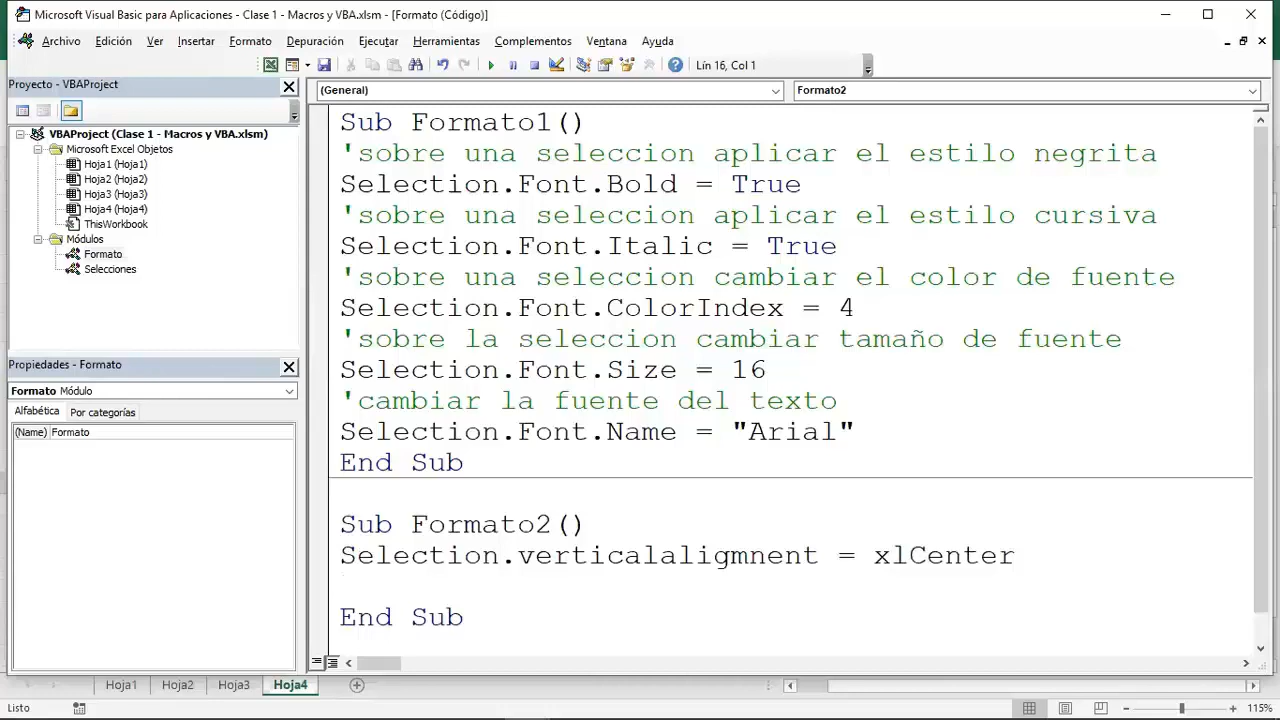 Microsoft Visual Basic para Aplicaciones - Clase 1 - Macros y VBA.xlsm - [Formato (Código)]
Archivo Edición Ver Insertar Formato Depuración Ejecutar Herramientas Complementos Ventana Ayuda
Lín 16, Col 1
Proyecto - VBAProject
(General)
Formato2
VBAProject (Clase 1 - Macros y VBA.xlsm)
Microsoft Excel Objetos
Hoja1 (Hoja1)
Hoja2 (Hoja2)
Hoja3 (Hoja3)
Hoja4 (Hoja4)
ThisWorkbook
Módulos
Formato
Selecciones
Propiedades - Formato
Formato Módulo
Alfabética Por categorías
(Name) Formato
Sub Formato1()
'sobre una seleccion aplicar el estilo negrita
Selection.Font.Bold = True
'sobre una seleccion aplicar el estilo cursiva
Selection.Font.Italic = True
'sobre una seleccion cambiar el color de fuente
Selection.Font.ColorIndex = 4
'sobre la seleccion cambiar tamaño de fuente
Selection.Font.Size = 16
'cambiar la fuente del texto
Selection.Font.Name = "Arial"
End Sub
Sub Formato2()
Selection.verticalaligmnent = xlCenter
End Sub
Hoja1 Hoja2 Hoja3 Hoja4
Listo
115%